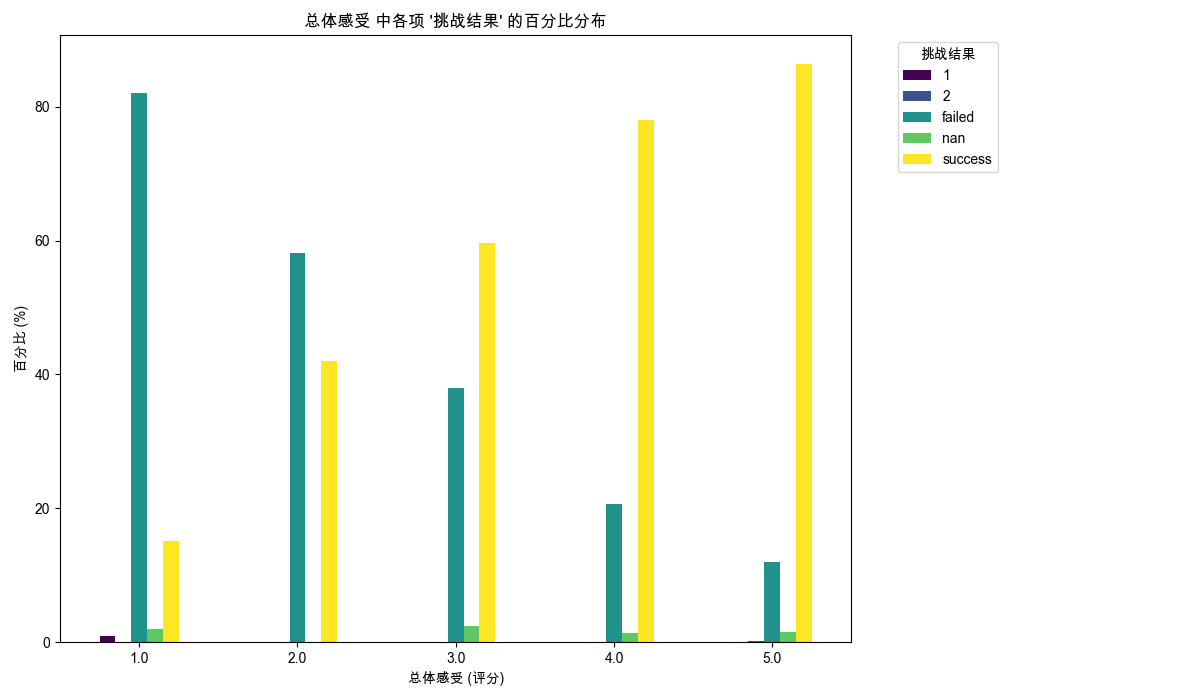 总体感受 中各项 '挑战结果' 的百分比分布
百分比 (%)
80
60
40
20
0
1.0
2.0
3.0
4.0
5.0
总体感受 (评分)
挑战结果
1
2
failed
nan
success